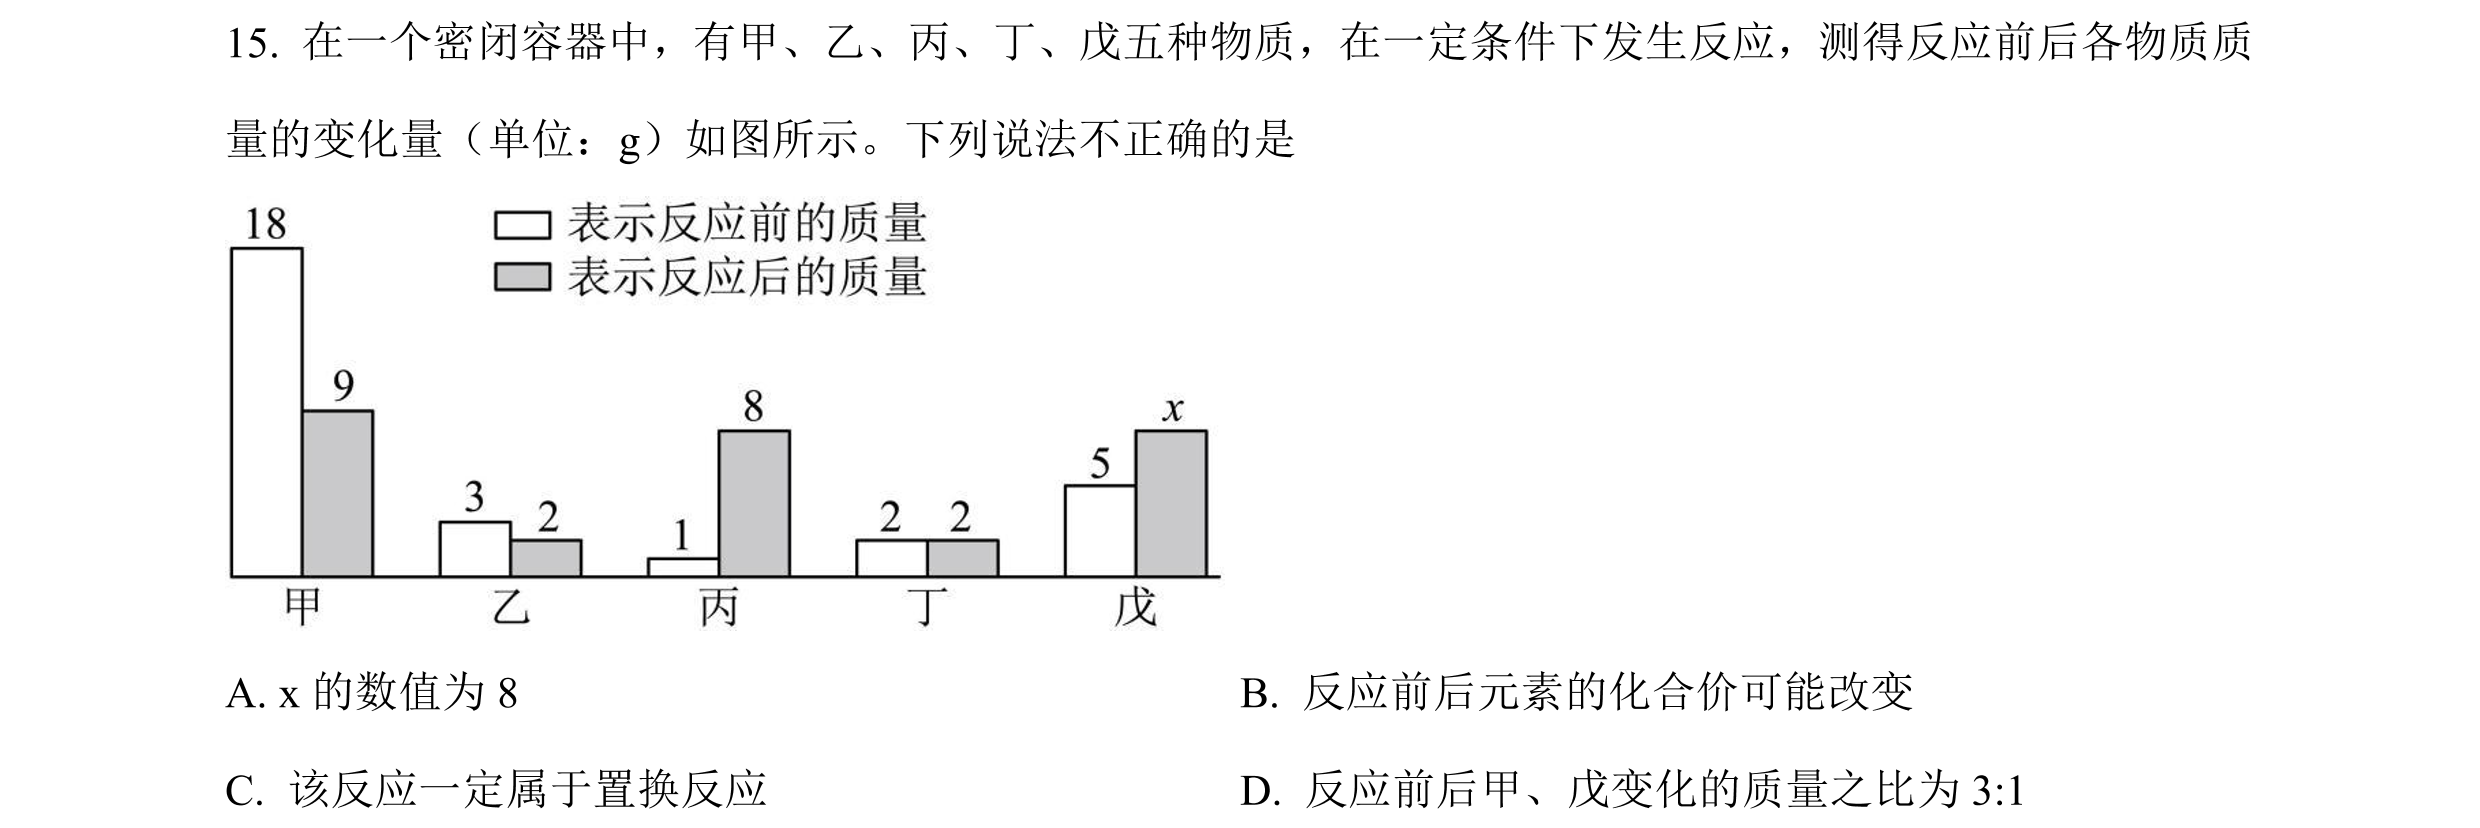 15. 在一个密闭容器中，有甲、乙、丙、丁、戊五种物质，在一定条件下发生反应，测得反应前后各物质质
量的变化量（单位：g）如图所示。下列说法不正确的是
18
表示反应前的质量
表示反应后的质量
9
8
x
5
3
2
1
2
2
甲 乙 丙 丁 戊
A. x 的数值为 8
B. 反应前后元素的化合价可能改变
C. 该反应一定属于置换反应
D. 反应前后甲、戊变化的质量之比为 3:1